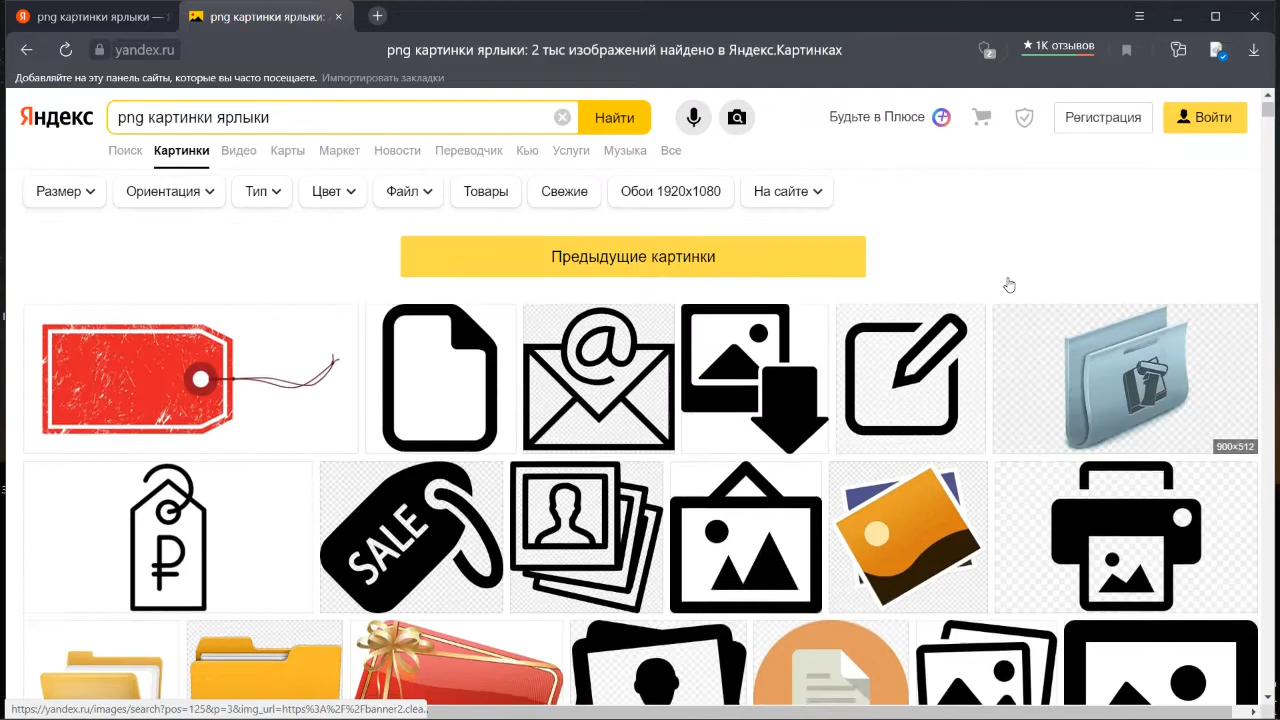 png картинки ярлыки —
png картинки ярлыки:
yandex.ru
png картинки ярлыки: 2 тыс изображений найдено в Яндекс.Картинках
2
★ 1К отзывов
Добавляйте на эту панель сайты, которые вы часто посещаете. Импортировать закладки
Яндекс
png картинки ярлыки
Найти
Будьте в Плюсе
Регистрация
Войти
Поиск Картинки Видео Карты Маркет Новости Переводчик Кью Услуги Музыка Все
Размер Ориентация Тип Цвет Файл Товары Свежие Обои 1920x1080 На сайте
Предыдущие картинки
@
900×512
₽
SALE
https://yandex.ru/images/search?pos=125&p=3&img_url=https%3A%2F%2Fbanner2.clea...